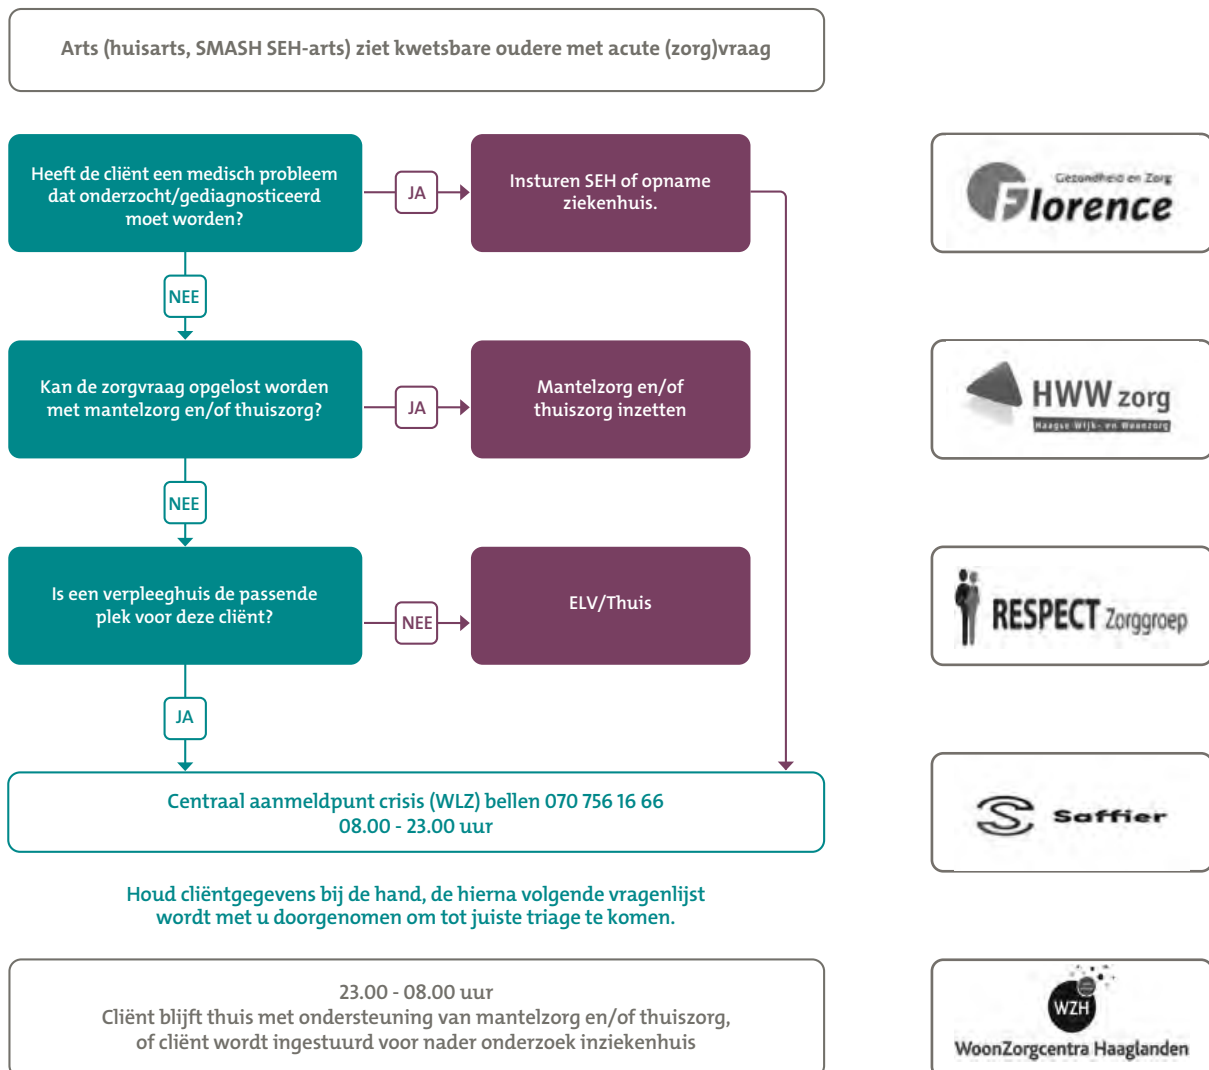 Arts (huisarts, SMASH SEH-arts) ziet kwetsbare oudere met acute (zorg)vraag
Heeft de cliënt een medisch probleem
dat onderzocht/gediagnosticeerd
moet worden?
JA
Insturen SEH of opname
ziekenhuis.
NEE
Kan de zorgvraag opgelost worden
met mantelzorg en/of thuiszorg?
JA
Mantelzorg en/of
thuiszorg inzetten
NEE
Is een verpleeghuis de passende
plek voor deze cliënt?
NEE
ELV/Thuis
JA
Centraal aanmeldpunt crisis (WLZ) bellen 070 756 16 66
08.00 - 23.00 uur
Houd cliëntgegevens bij de hand, de hierna volgende vragenlijst
wordt met u doorgenomen om tot juiste triage te komen.
23.00 - 08.00 uur
Cliënt blijft thuis met ondersteuning van mantelzorg en/of thuiszorg,
of cliënt wordt ingestuurd voor nader onderzoek inziekenhuis
Gezondheid en Zorg
Florence
HWW zorg
Haagse Wijk- en Woonzorg
RESPECT Zorggroep
Saffier
WZH
WoonZorgcentra Haaglanden